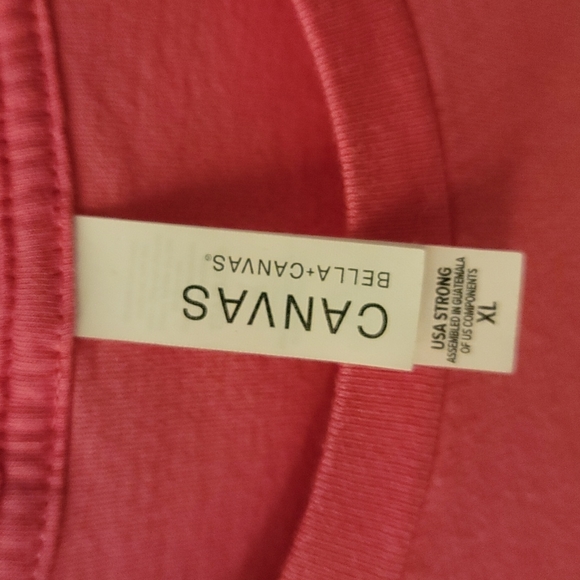 CANVAS
BELLA+CANVAS®
USA STRONG
ASSEMBLED IN GUATEMALA
OF US COMPONENTS
XL